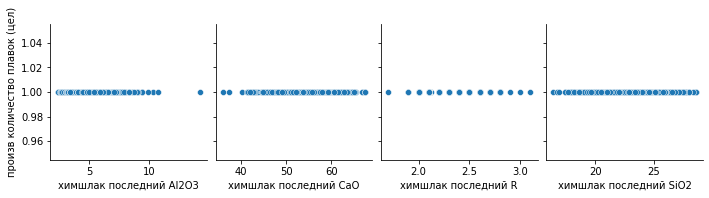 произв количество плавок (цел)
1.04
1.02
1.00
0.98
0.96
5 10
40 50 60
2.0 2.5 3.0
20 25
химшлак последний Al2O3
химшлак последний CaO
химшлак последний R
химшлак последний SiO2